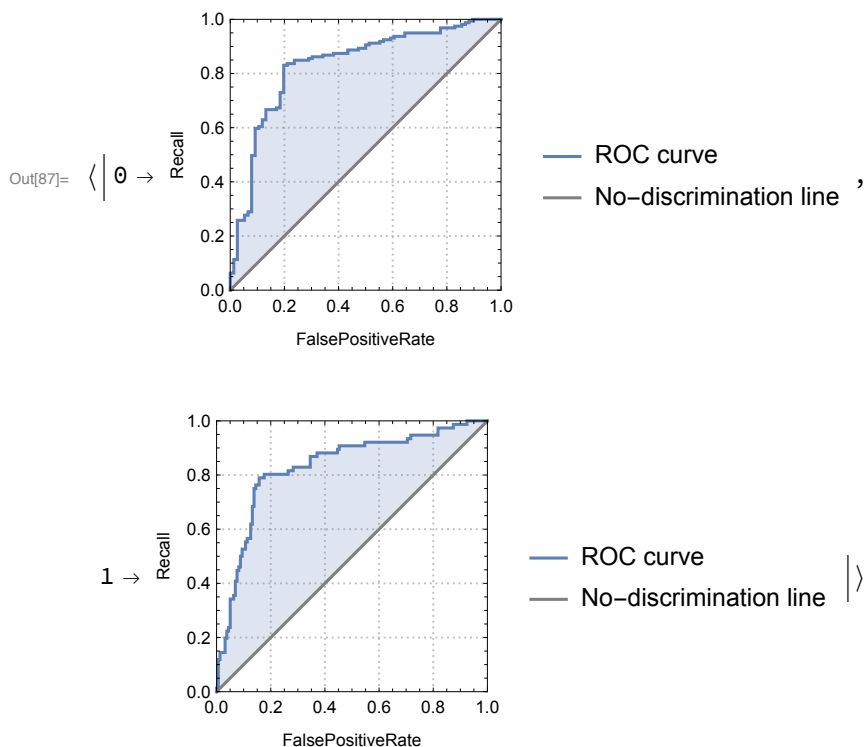 1.0
0.8
0.6
0.4
0.2
0.0
Recall
0.0 0.2 0.4 0.6 0.8 1.0
FalsePositiveRate
Out[87]= ⟨| 0 →
ROC curve
No–discrimination line ,
1.0
0.8
0.6
0.4
0.2
0.0
Recall
0.0 0.2 0.4 0.6 0.8 1.0
FalsePositiveRate
1 →
ROC curve
No–discrimination line |⟩